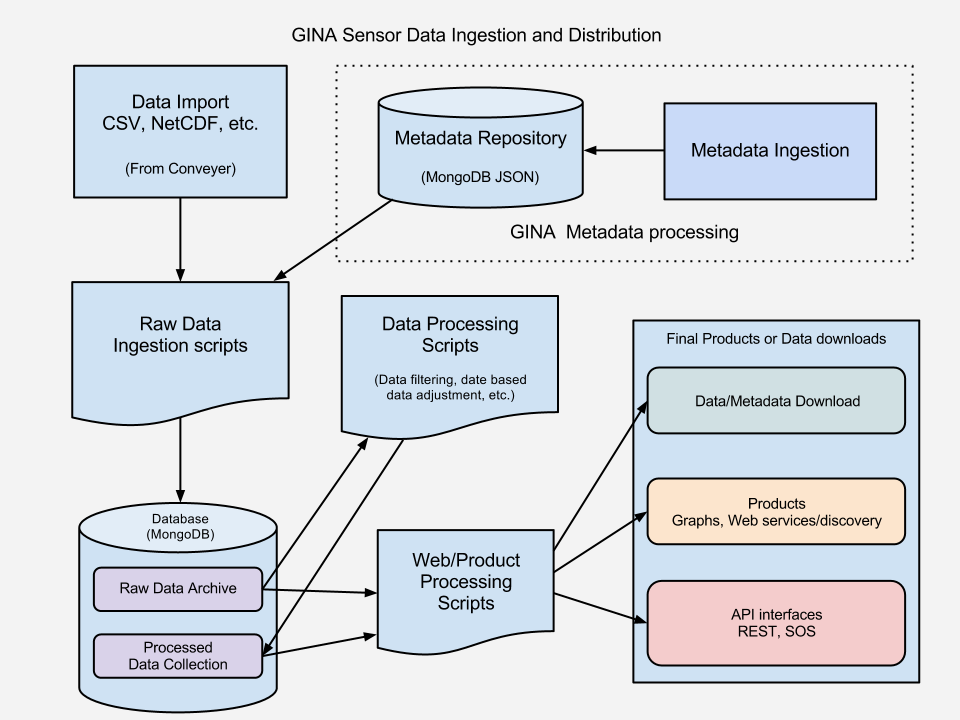 GINA Sensor Data Ingestion and Distribution
Data Import
CSV, NetCDF, etc.
(From Conveyer)
Metadata Repository
(MongoDB JSON)
Metadata Ingestion
GINA  Metadata processing
Raw Data
Ingestion scripts
Data Processing
Scripts
(Data filtering, date based
data adjustment, etc.)
Final Products or Data downloads
Data/Metadata Download
Products
Graphs, Web services/discovery
API interfaces
REST, SOS
Database
(MongoDB)
Raw Data Archive
Processed
Data Collection
Web/Product
Processing
Scripts